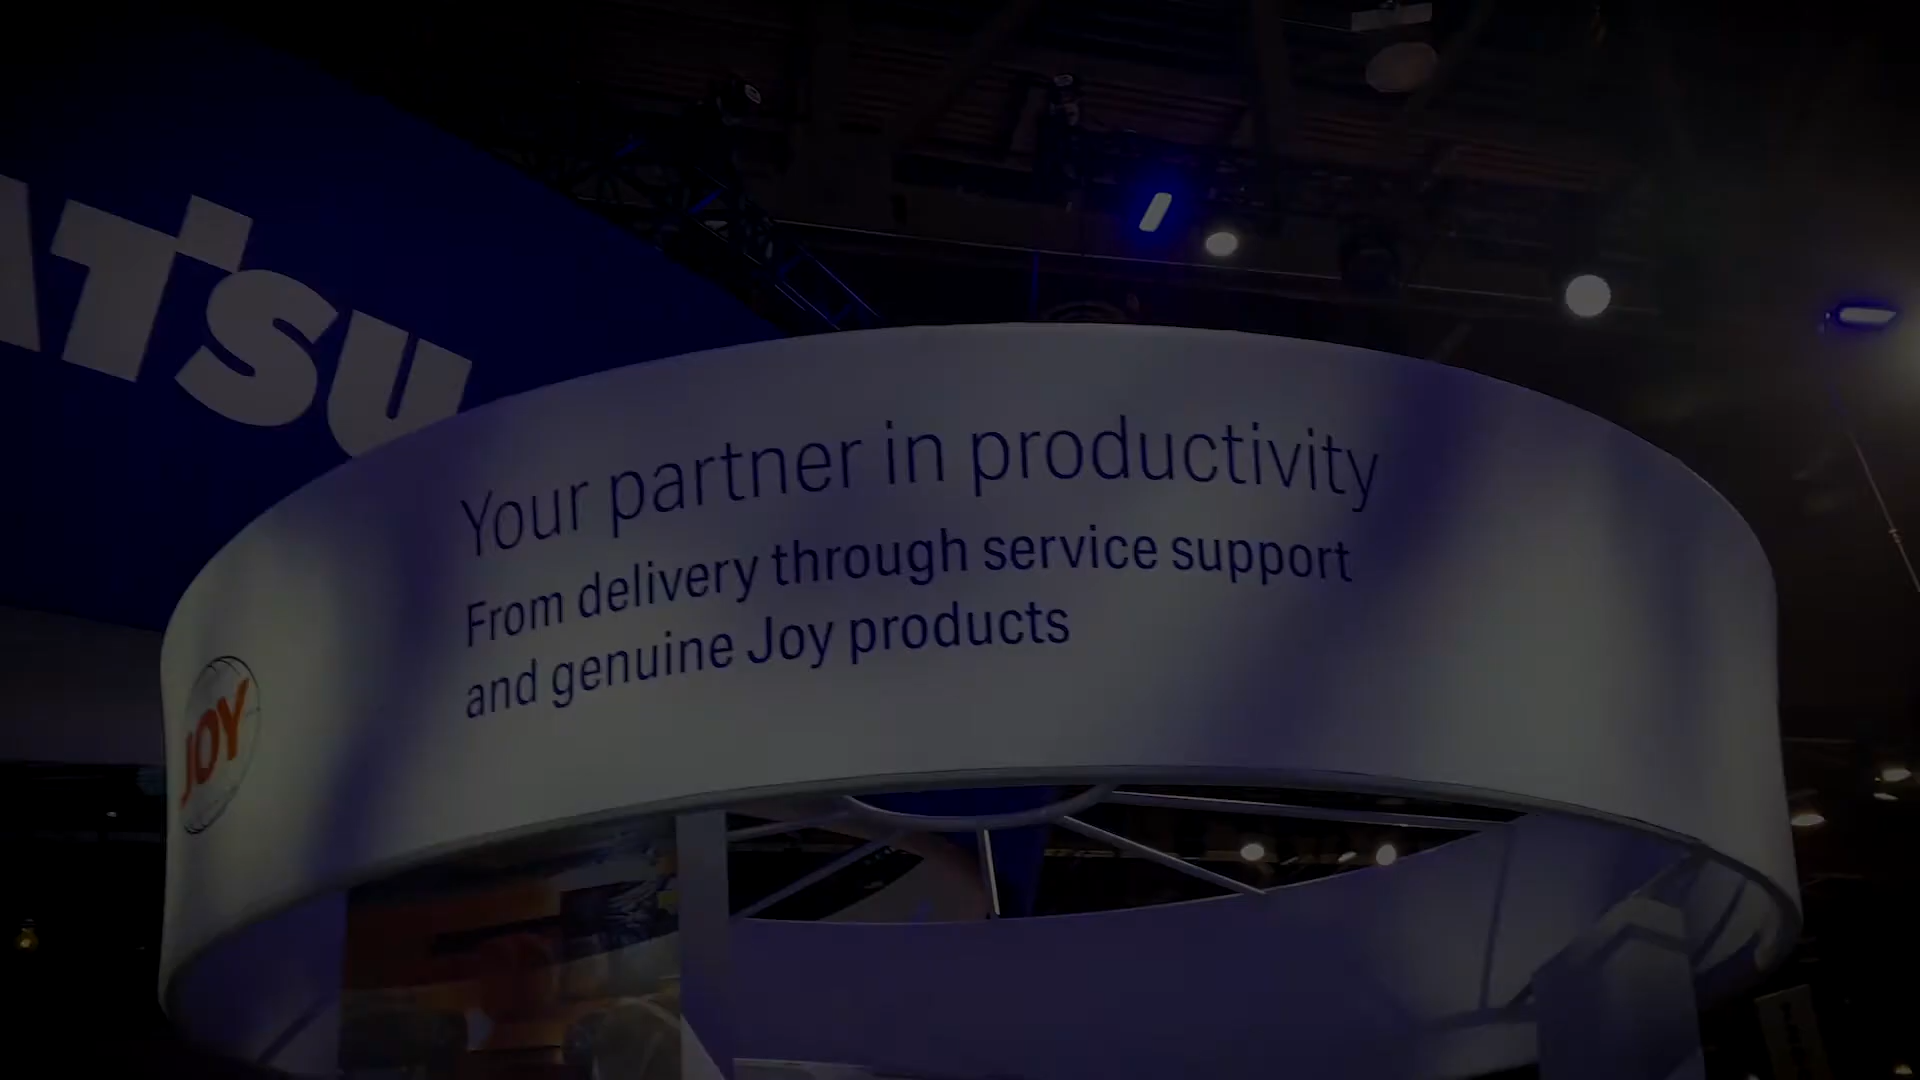 ATSU
Your partner in productivity
From delivery through service support
and genuine Joy products
JOY